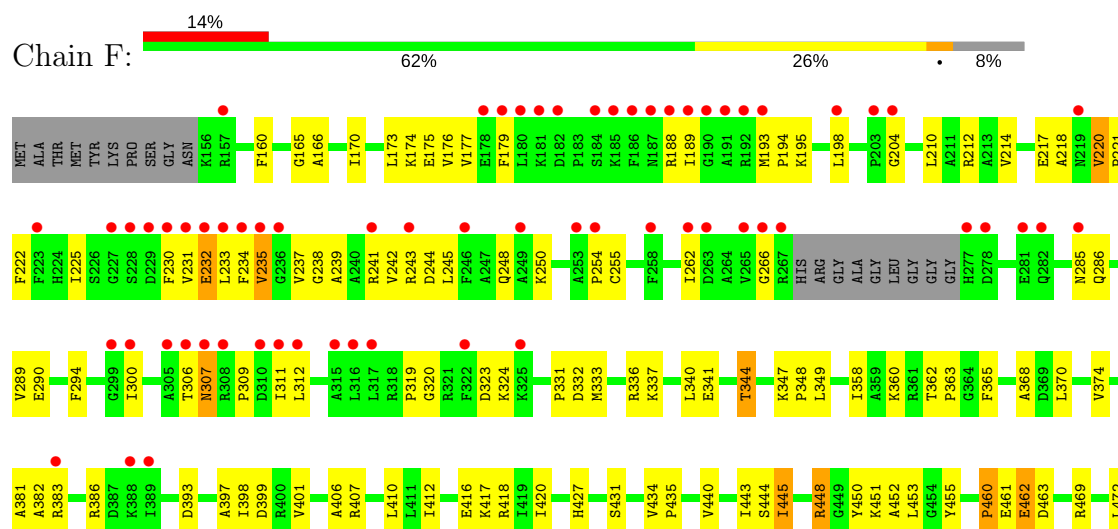 14%
Chain F:
62% 26% • 8%
MET ALA THR MET TYR LYS PRO SER GLY ASN K156 R157 F160 G165 A166 I170 L173 K174 E175 V176 V177 E178 F179 L180 K181 D182 P183 S184 K185 F186 N187 R188 I189 G190 A191 R192 M193 P194 K195 L198 P203 G204 L210 A211 R212 A213 V214 E217 A218 N219 V220 P221
F222 F223 H224 I225 S226 G227 S228 D229 F230 V231 E232 L233 F234 V235 G236 V237 G238 A239 A240 R241 V242 R243 D244 L245 F246 A247 Q248 A249 K250 A253 P254 C255 F258 I262 D263 A264 V265 G266 R267 HIS ARG GLY ALA GLY LEU GLY GLY GLY H277 D278 E281 Q282 N285 Q286
V289 E290 F294 G299 I300 A305 T306 N307 R308 P309 D310 I311 L312 A315 L316 L317 R318 P319 G320 R321 F322 D323 K324 K325 P331 D332 M333 R336 K337 L340 E341 T344 K347 P348 L349 I358 A359 K360 R361 T362 P363 G364 F365 A368 D369 L370 V374
A381 A382 R383 R386 D387 K388 I389 D393 A397 I398 D399 R400 V401 A406 R407 L410 L411 I412 E416 K417 R418 I419 I420 H427 S431 V434 P435 V440 I443 S444 I445 R448 G449 Y450 K451 A452 L453 G454 Y455 P460 E461 E462 D463 R469